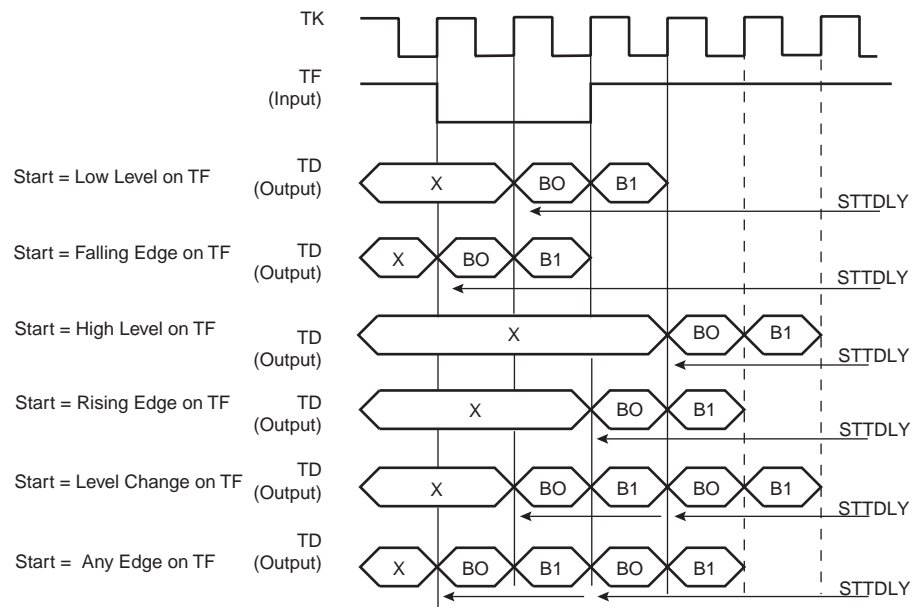 TK
TF
(Input)
Start = Low Level on TF
TD
(Output)
X
BO
B1
STTDLY
Start = Falling Edge on TF
TD
(Output)
X
BO
B1
STTDLY
Start = High Level on TF
TD
(Output)
X
BO
B1
STTDLY
Start = Rising Edge on TF
TD
(Output)
X
BO
B1
STTDLY
Start = Level Change on TF
TD
(Output)
X
BO
B1
BO
B1
STTDLY
Start = Any Edge on TF
TD
(Output)
X
BO
B1
BO
B1
STTDLY